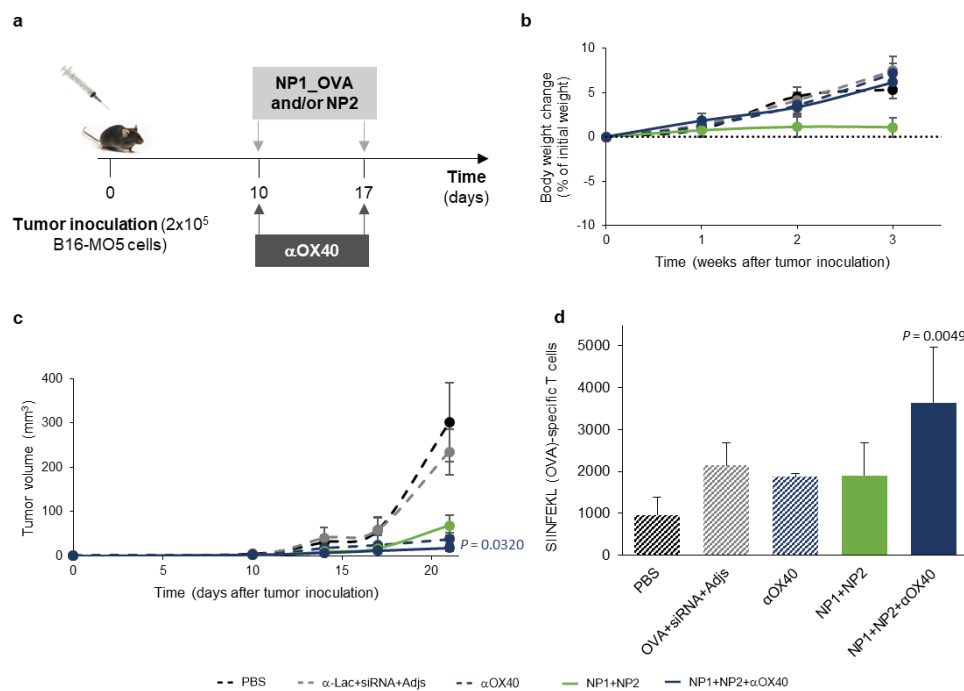 a
NP1_OVA
and/or NP2
0
10
17
Time
(days)
Tumor inoculation (2x10⁵
B16-MO5 cells)
αOX40
b
Body weight change
(% of initial weight)
10
5
0
-5
-10
0
1
2
3
Time (weeks after tumor inoculation)
c
Tumor volume (mm³)
400
300
200
100
0
P = 0.0320
0
5
10
15
20
Time (days after tumor inoculation)
d
SIINFEKL (OVA)-specific T cells
5000
4000
3000
2000
1000
0
P = 0.0049
PBS
OVA+siRNA+Adjs
αOX40
NP1+NP2
NP1+NP2+αOX40
PBS
α-Lac+siRNA+Adjs
αOX40
NP1+NP2
NP1+NP2+αOX40